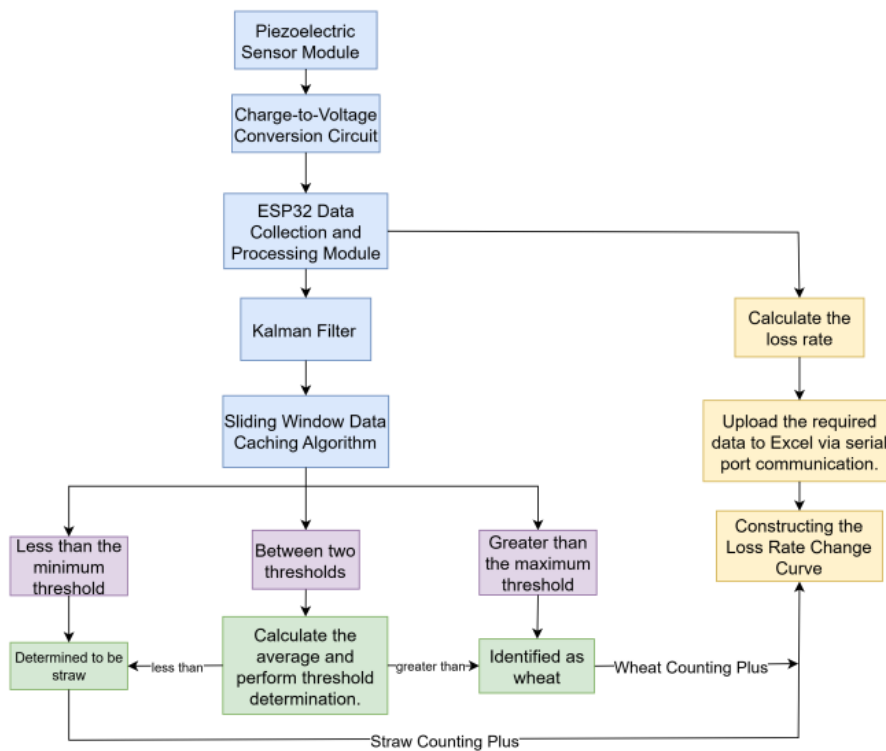 Piezoelectric
Sensor Module
Charge-to-Voltage
Conversion Circuit
ESP32 Data
Collection and
Processing Module
Kalman Filter
Calculate the
loss rate
Sliding Window Data
Caching Algorithm
Upload the required
data to Excel via serial
port communication.
Less than the
minimum
threshold
Between two
thresholds
Greater than
the maximum
threshold
Constructing the
Loss Rate Change
Curve
Determined to be
straw
less than
Calculate the
average and
perform threshold
determination.
greater than
Identified as
wheat
Wheat Counting Plus
Straw Counting Plus